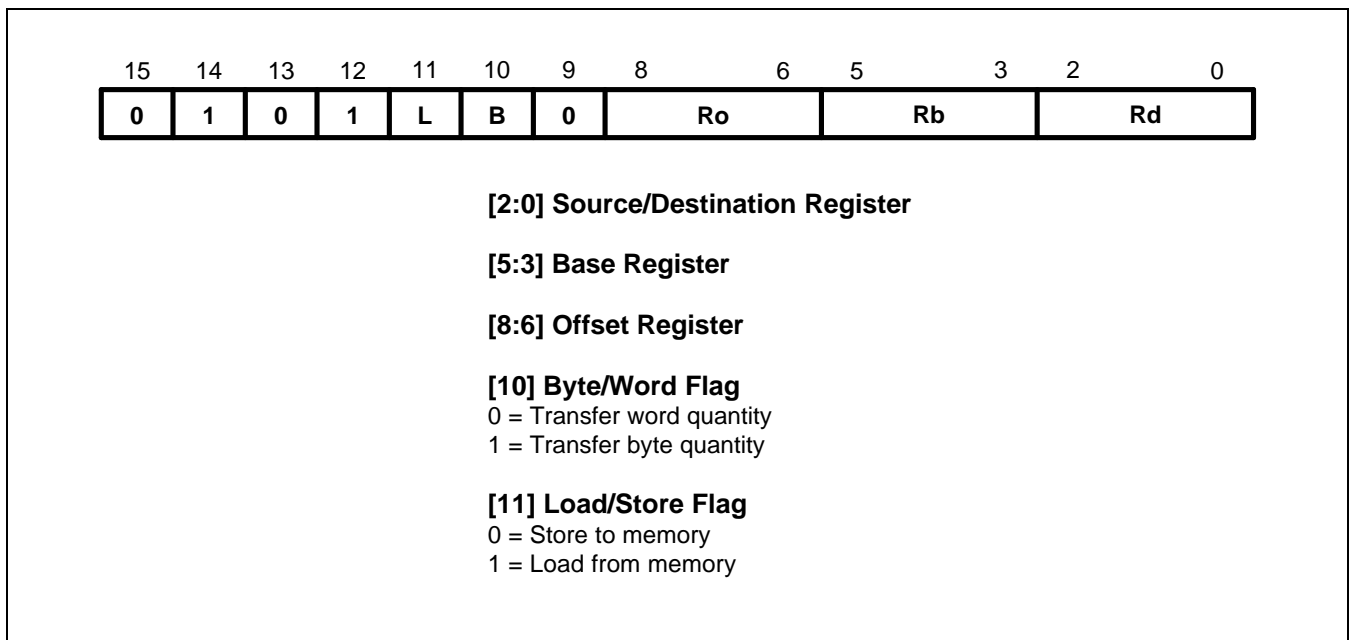 15 14 13 12 11 10 9 8 6 5 3 2 0
0 1 0 1 L B 0 Ro Rb Rd
[2:0] Source/Destination Register
[5:3] Base Register
[8:6] Offset Register
[10] Byte/Word Flag
0 = Transfer word quantity
1 = Transfer byte quantity
[11] Load/Store Flag
0 = Store to memory
1 = Load from memory